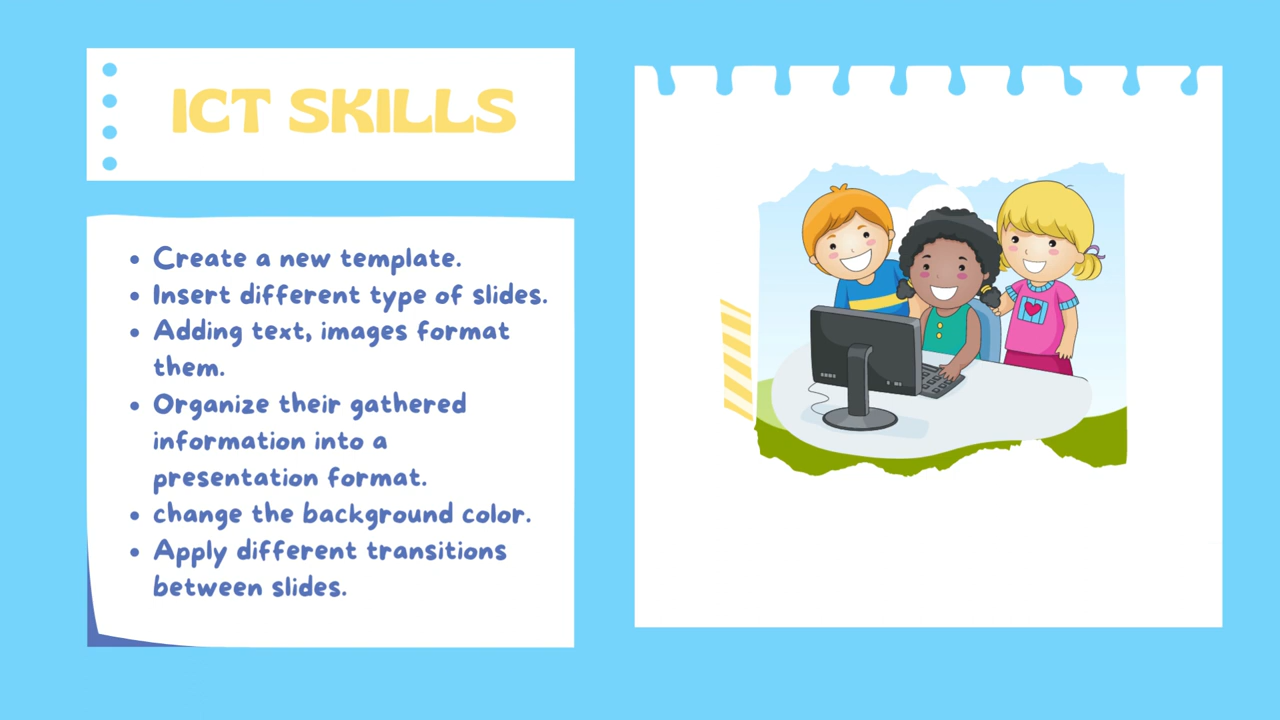 ICT SKILLS
Create a new template.
Insert different type of slides.
Adding text, images format
them.
Organize their gathered
information into a
presentation format.
change the background color.
Apply different transitions
between slides.